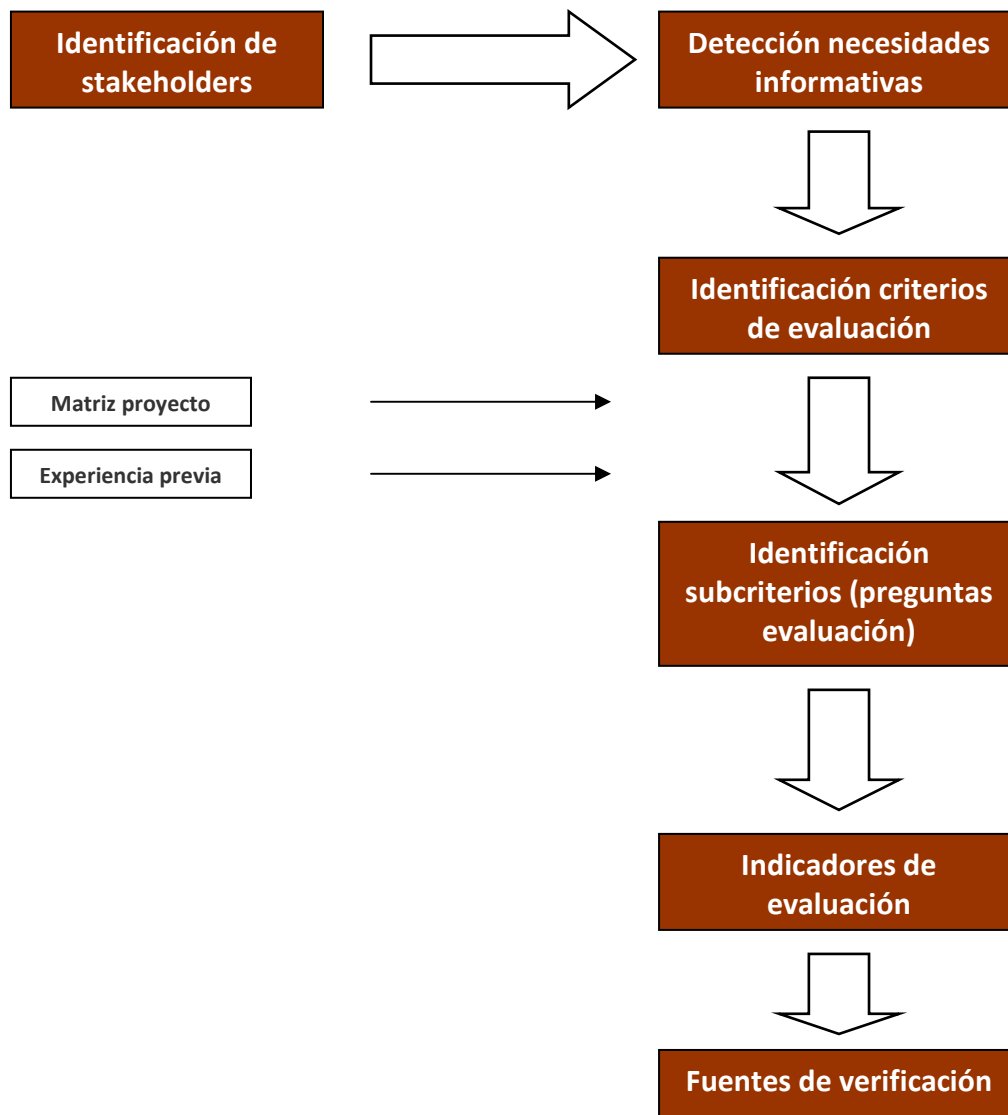 Identificación de
stakeholders
Detección necesidades
informativas
Identificación criterios
de evaluación
Matriz proyecto
Experiencia previa
Identificación
subcriterios (preguntas
evaluación)
Indicadores de
evaluación
Fuentes de verificación